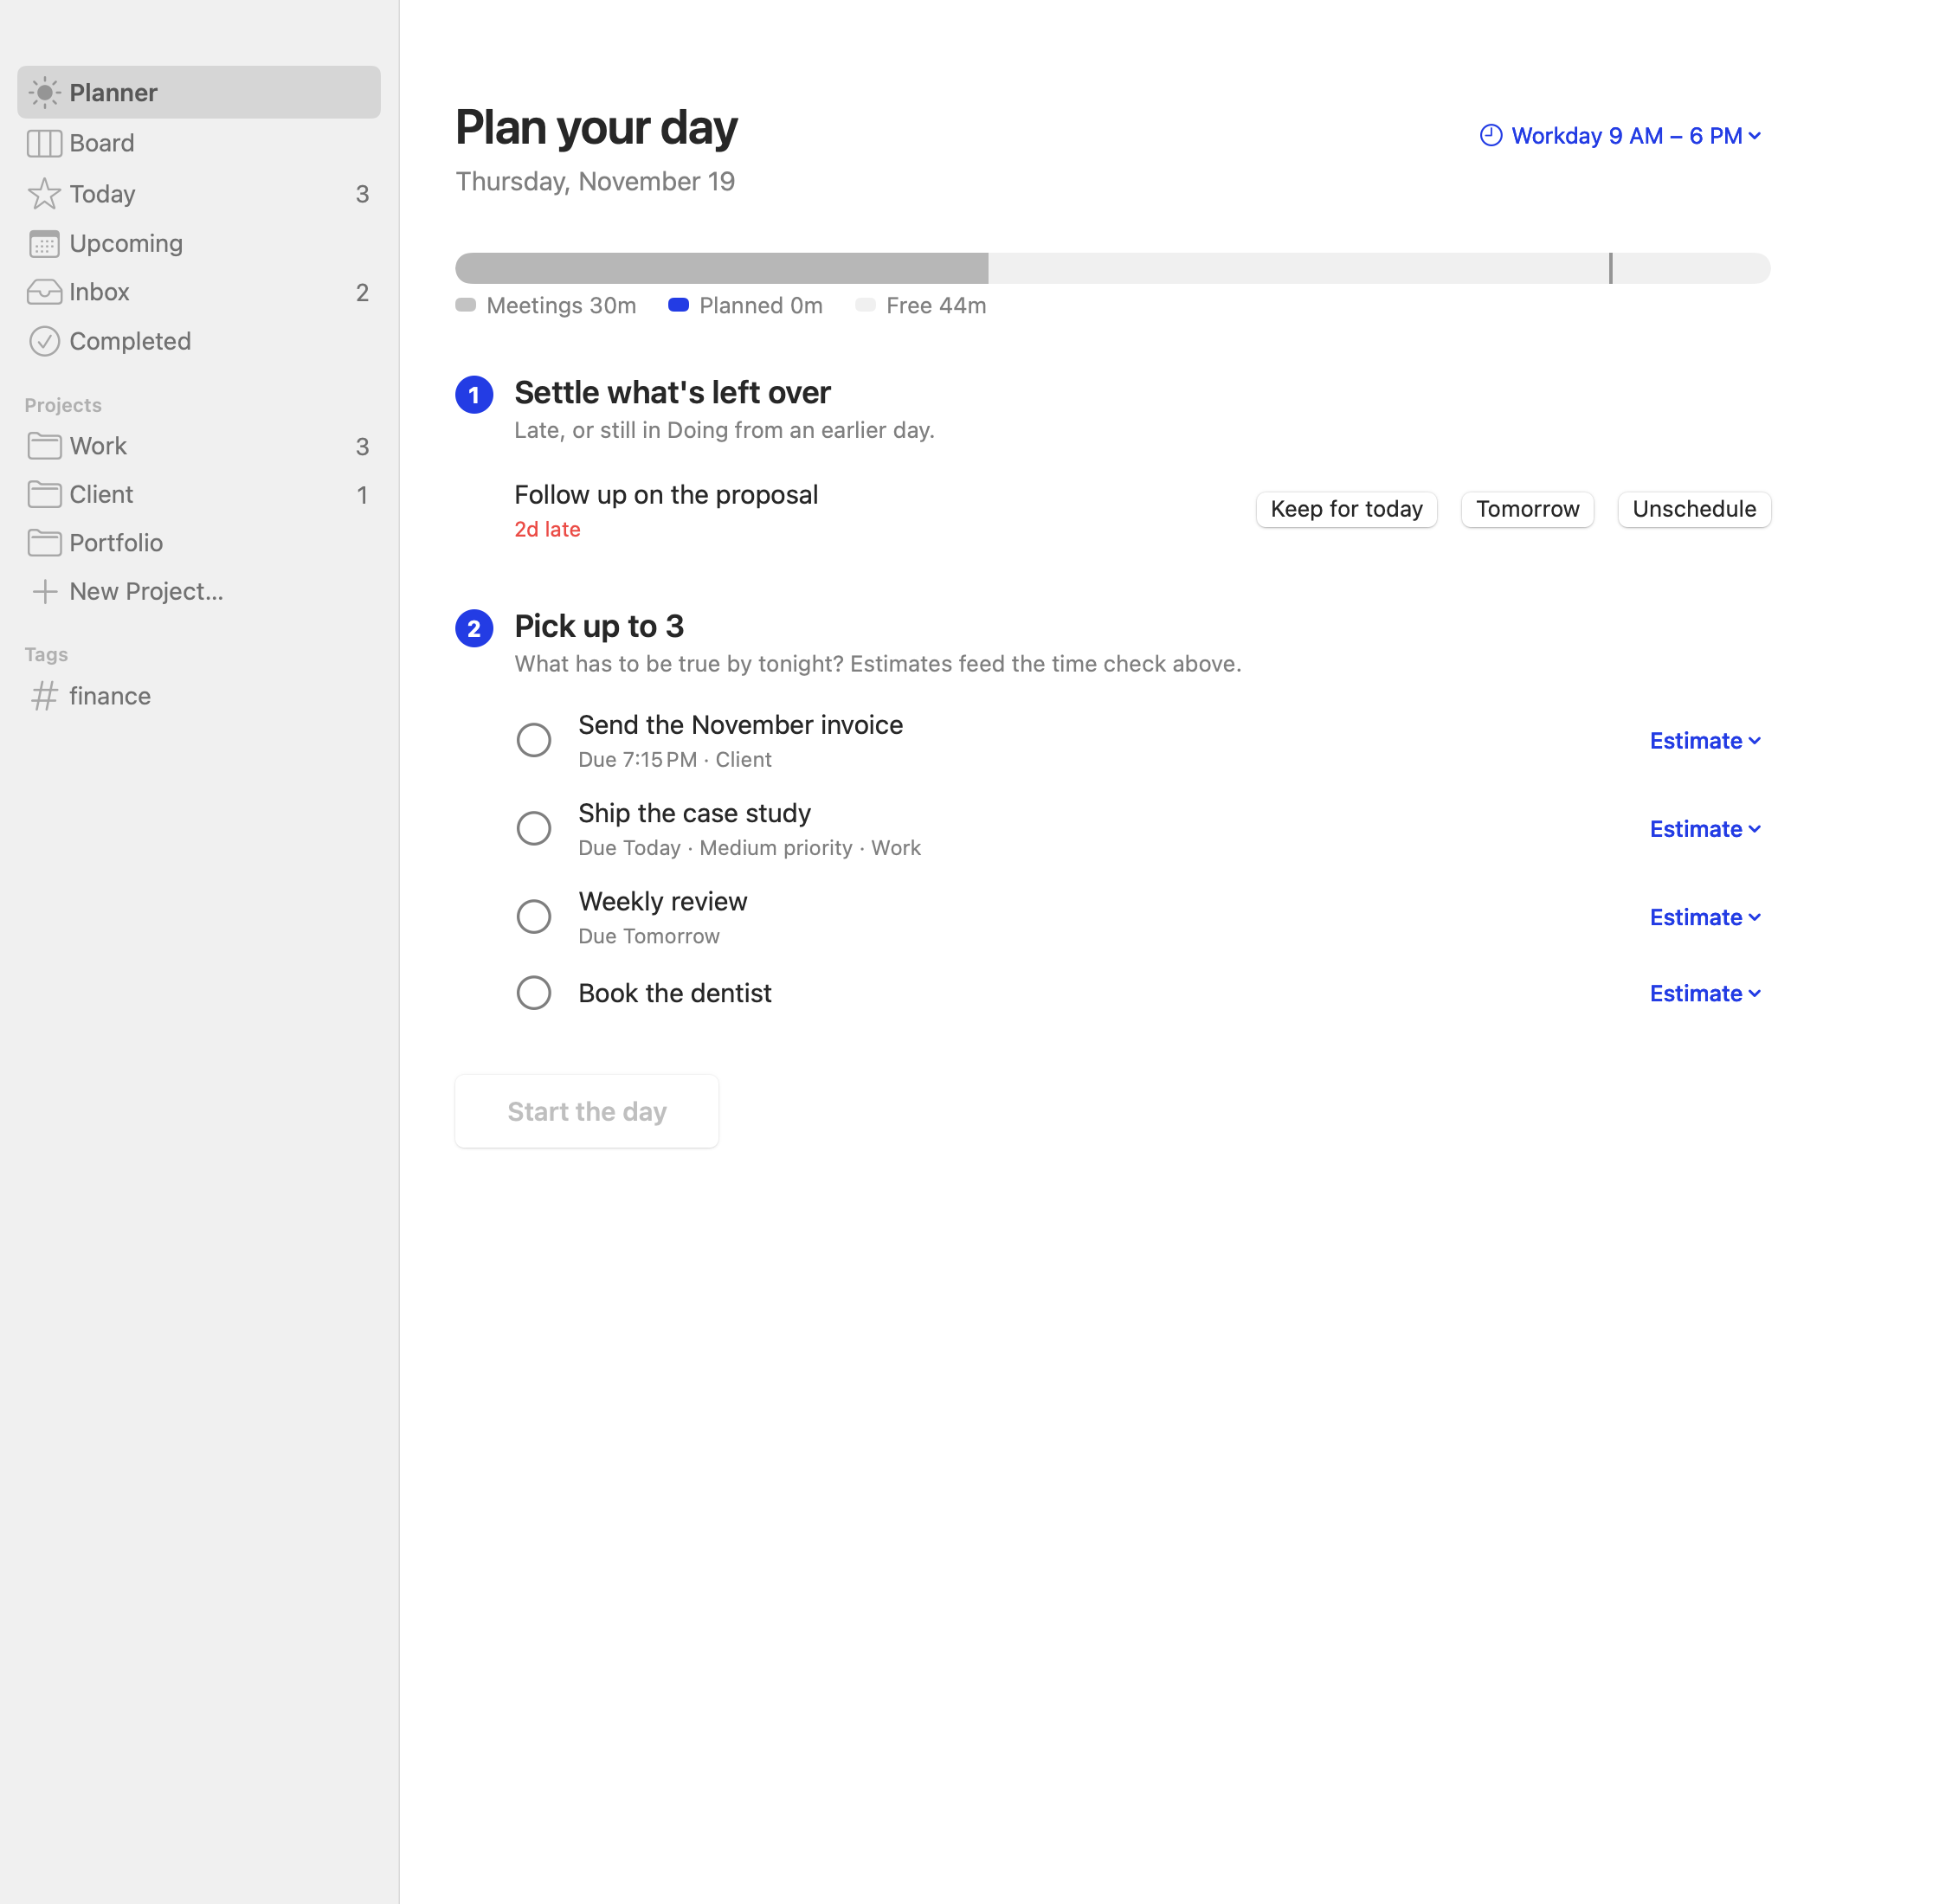 Planner
Board
Today 3
Upcoming
Inbox 2
Completed
Projects
Work 3
Client 1
Portfolio
New Project...
Tags
finance
Plan your day
Workday 9 AM – 6 PM
Thursday, November 19
Meetings 30m Planned 0m Free 44m
1 Settle what's left over
Late, or still in Doing from an earlier day.
Follow up on the proposal
2d late
Keep for today Tomorrow Unschedule
2 Pick up to 3
What has to be true by tonight? Estimates feed the time check above.
Send the November invoice
Due 7:15 PM · Client
Estimate
Ship the case study
Due Today · Medium priority · Work
Estimate
Weekly review
Due Tomorrow
Estimate
Book the dentist
Estimate
Start the day